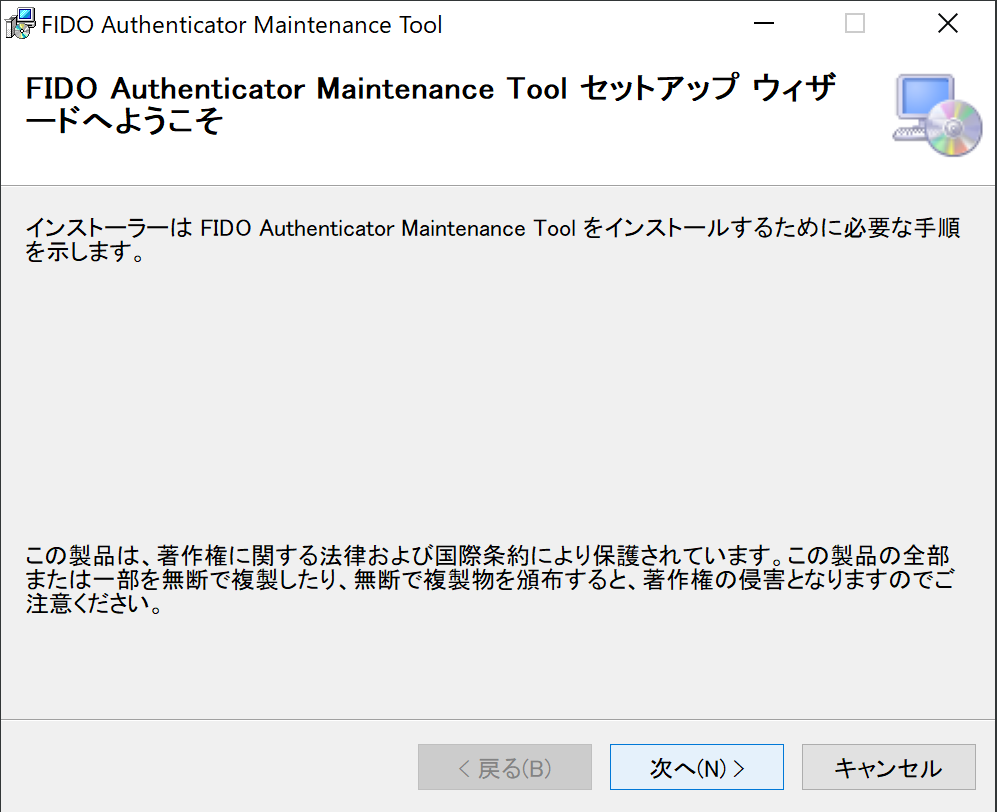 FIDO Authenticator Maintenance Tool
FIDO Authenticator Maintenance Tool セットアップ ウィザ
ードへようこそ
インストーラーは FIDO Authenticator Maintenance Tool をインストールするために必要な手順
を示します。
この製品は、著作権に関する法律および国際条約により保護されています。この製品の全部
または一部を無断で複製したり、無断で複製物を頒布すると、著作権の侵害となりますのでご
注意ください。
< 戻る(B)
次へ(N) >
キャンセル